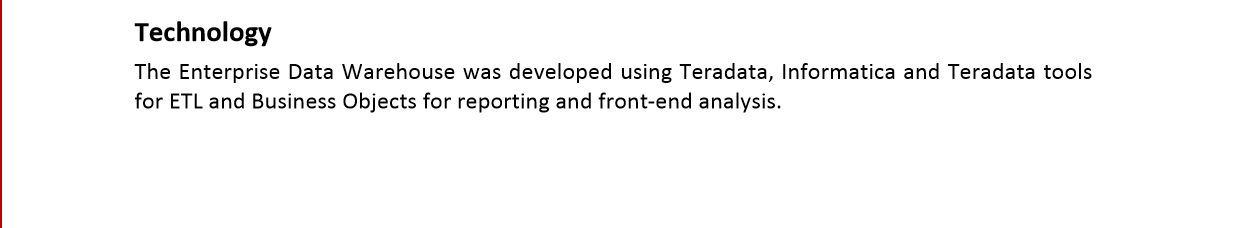 Technology
The Enterprise Data Warehouse was developed using Teradata, Informatica and Teradata tools
for ETL and Business Objects for reporting and front-end analysis.